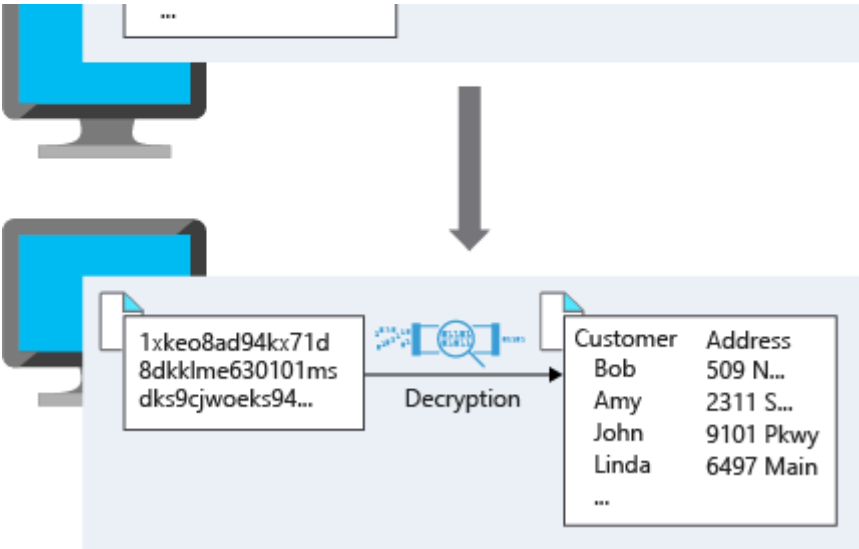 ...
1xkeo8ad94kx71d
8dkklme630101ms
dks9cjwoeks94...
Decryption
Customer Address
Bob 509 N...
Amy 2311 S...
John 9101 Pkwy
Linda 6497 Main
...